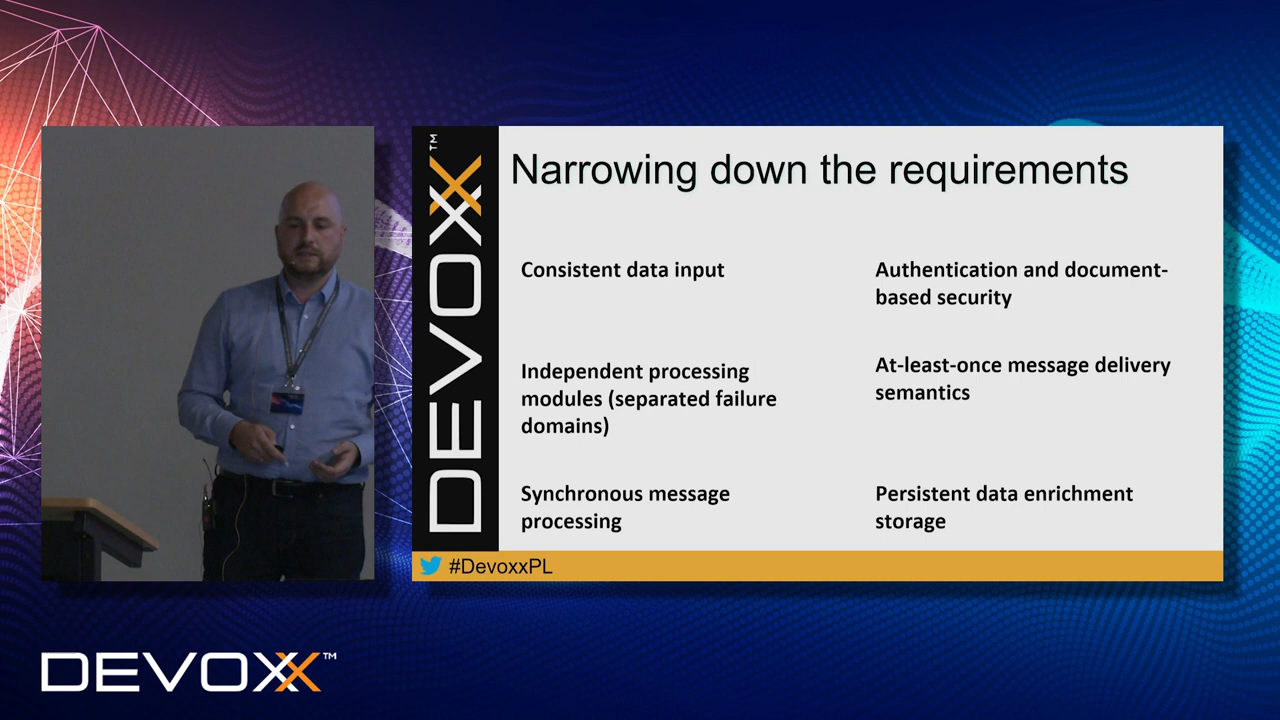 DEVOXX™
Narrowing down the requirements
Consistent data input
Independent processing
modules (separated failure
domains)
Synchronous message
processing
Authentication and document-
based security
At-least-once message delivery
semantics
Persistent data enrichment
storage
#DevoxxPL
DEVOXX™